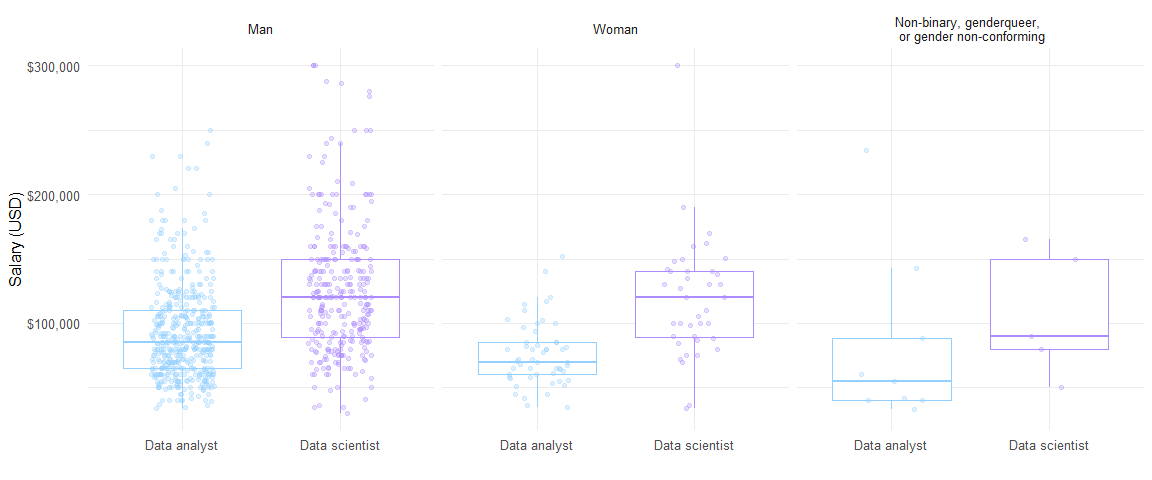 Man
Woman
Non-binary, genderqueer,
or gender non-conforming
Salary (USD)
$300,000
$200,000
$100,000
Data analyst
Data scientist
Data analyst
Data scientist
Data analyst
Data scientist